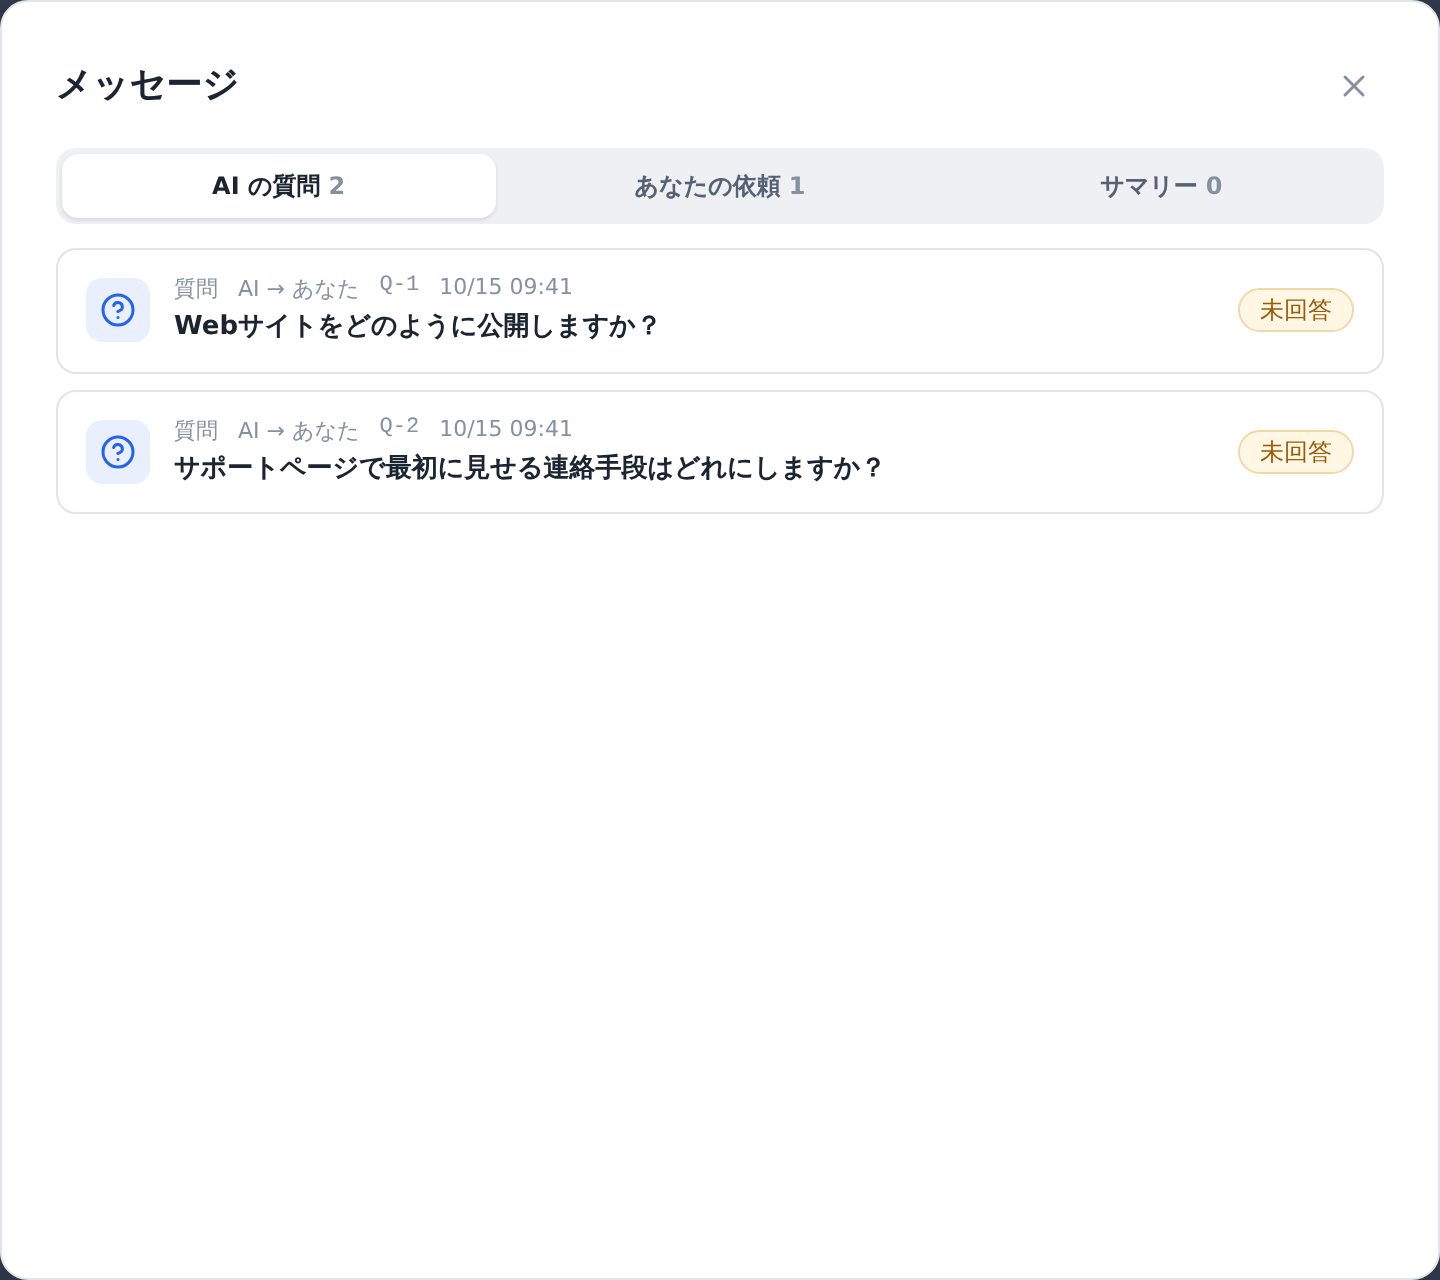 メッセージ
AI の質問 2
あなたの依頼 1
サマリー 0
質問 AI → あなた Q-1 10/15 09:41
Webサイトをどのように公開しますか？
未回答
質問 AI → あなた Q-2 10/15 09:41
サポートページで最初に見せる連絡手段はどれにしますか？
未回答